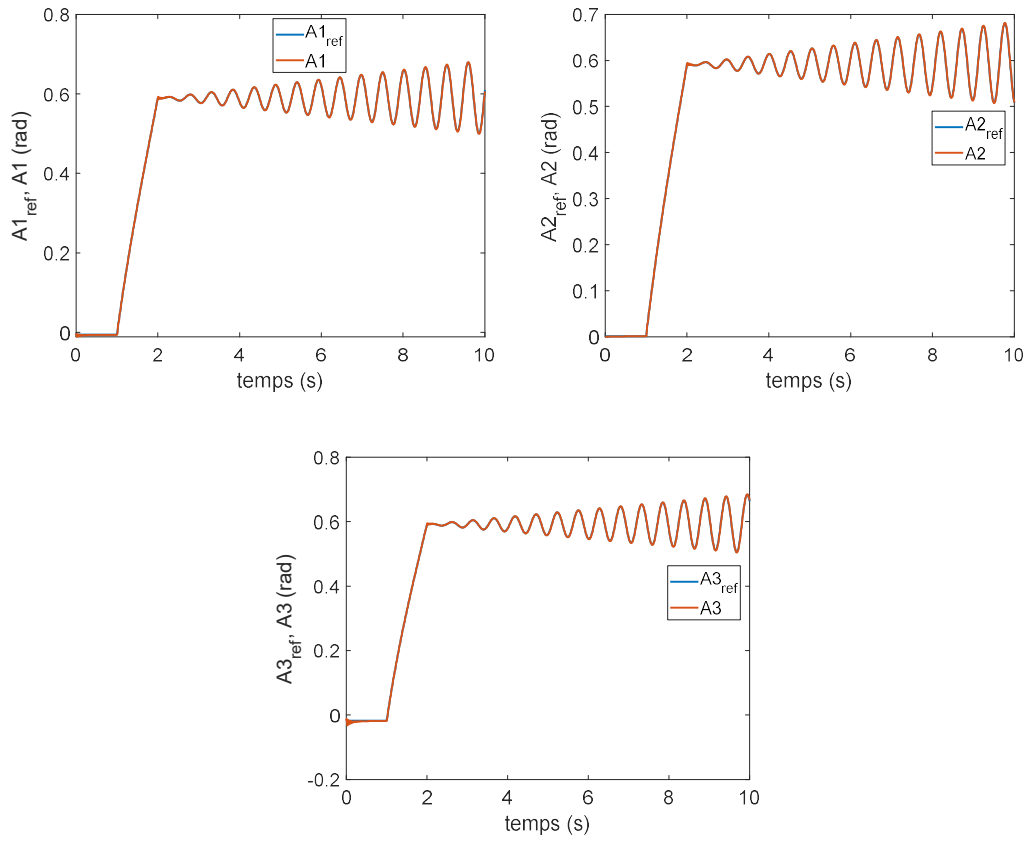 A1ref, A1 (rad)
0.8
0.6
0.4
0.2
0
0 2 4 6 8 10
temps (s)
A1ref
A1
A2ref, A2 (rad)
0.7
0.6
0.5
0.4
0.3
0.2
0.1
0
0 2 4 6 8 10
temps (s)
A2ref
A2
A3ref, A3 (rad)
0.8
0.6
0.4
0.2
0
-0.2
0 2 4 6 8 10
temps (s)
A3ref
A3